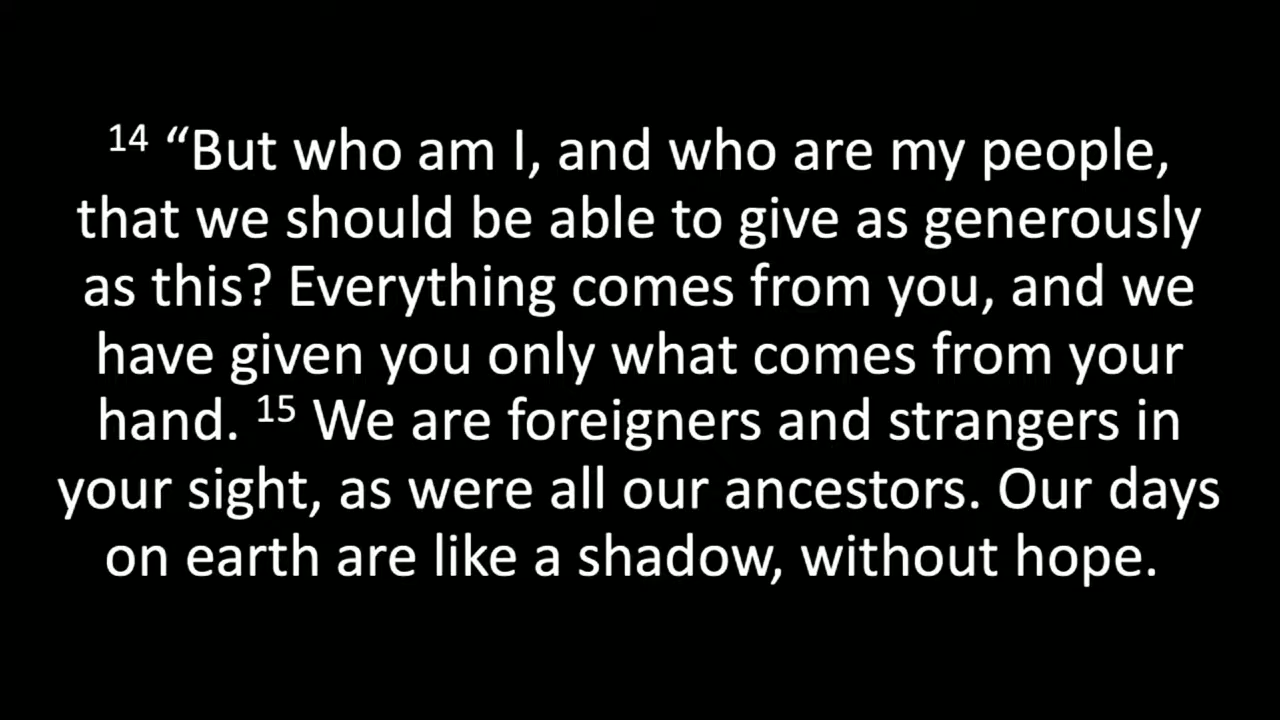 14 “But who am I, and who are my people,
that we should be able to give as generously
as this? Everything comes from you, and we
have given you only what comes from your
hand. 15 We are foreigners and strangers in
your sight, as were all our ancestors. Our days
on earth are like a shadow, without hope.